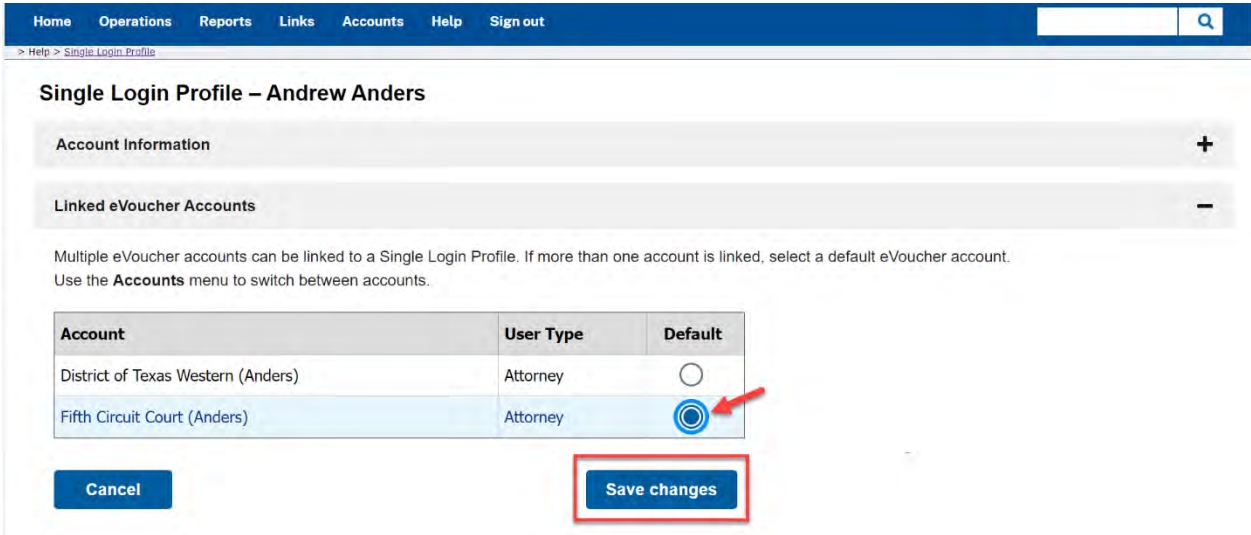 Home Operations Reports Links Accounts Help Sign out
> Help > Single Login Profile
Single Login Profile – Andrew Anders
Account Information
Linked eVoucher Accounts
Multiple eVoucher accounts can be linked to a Single Login Profile. If more than one account is linked, select a default eVoucher account.
Use the Accounts menu to switch between accounts.
Account User Type Default
District of Texas Western (Anders) Attorney
Fifth Circuit Court (Anders) Attorney
Cancel Save changes